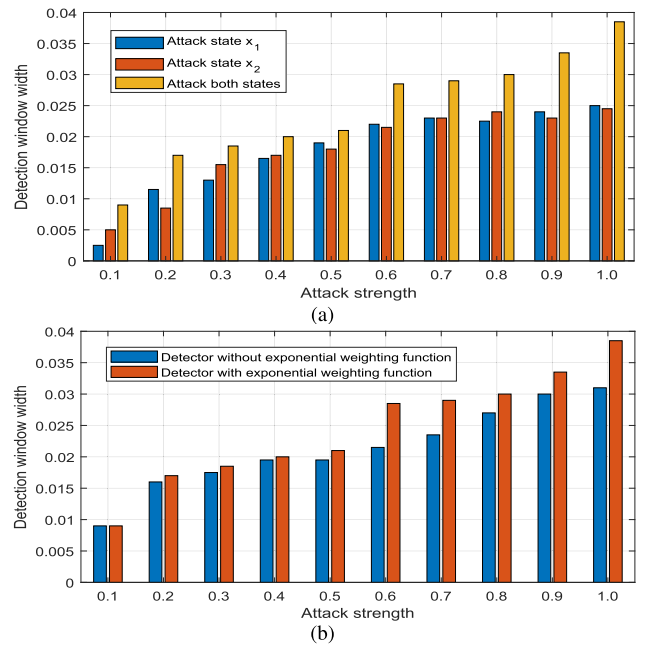 0.04
0.035
0.03
0.025
0.02
0.015
0.01
0.005
0
Detection window width
Attack state x1
Attack state x2
Attack both states
0.1 0.2 0.3 0.4 0.5 0.6 0.7 0.8 0.9 1.0
Attack strength
(a)
0.04
0.035
0.03
0.025
0.02
0.015
0.01
0.005
0
Detection window width
Detector without exponential weighting function
Detector with exponential weighting function
0.1 0.2 0.3 0.4 0.5 0.6 0.7 0.8 0.9 1.0
Attack strength
(b)